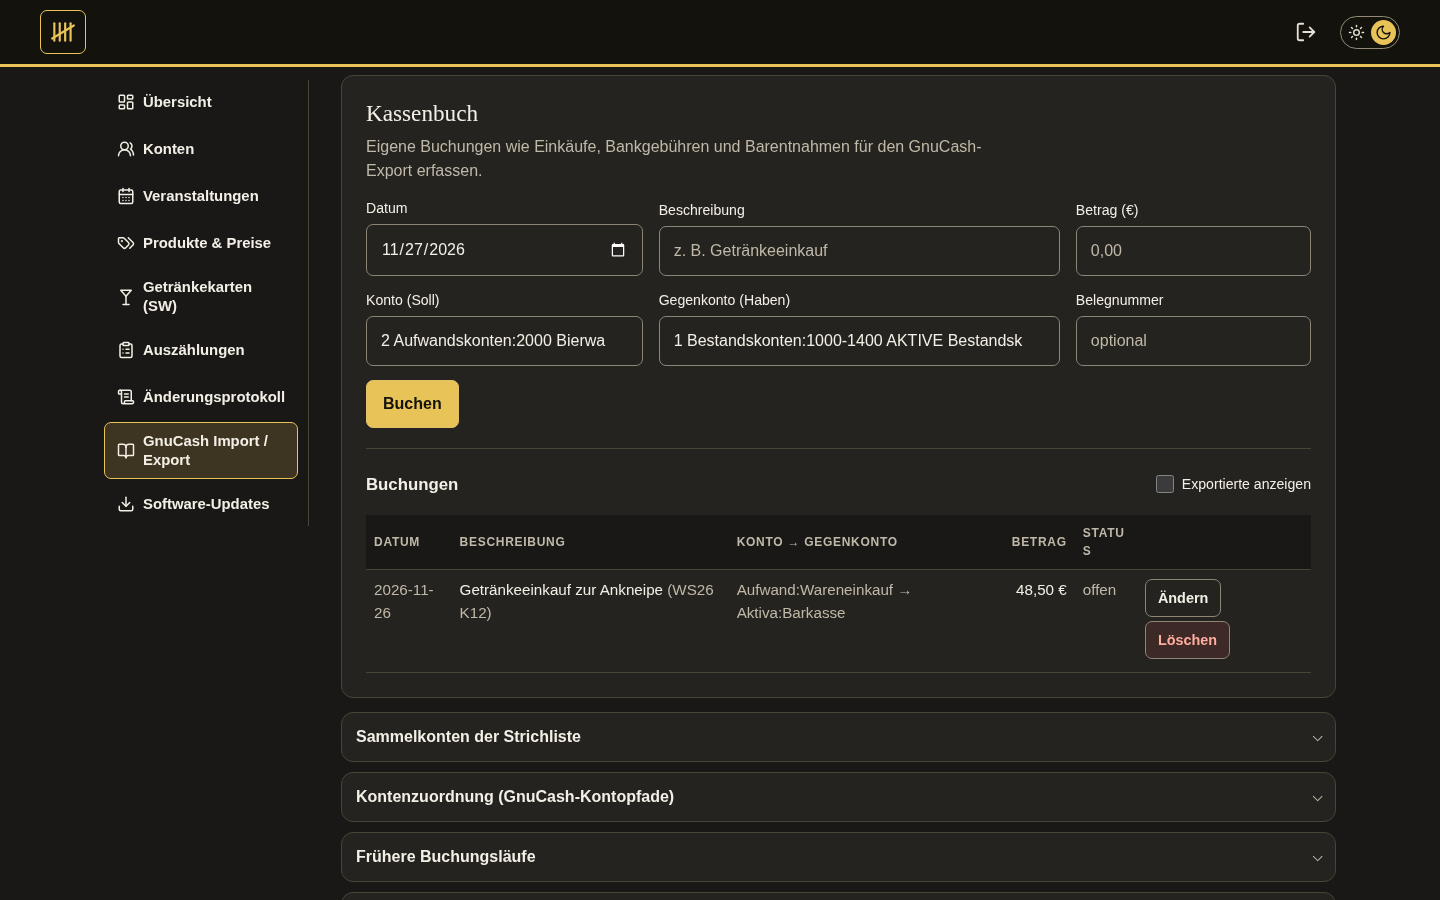 Übersicht
Konten
Veranstaltungen
Produkte & Preise
Getränkekarten
(SW)
Auszählungen
Änderungsprotokoll
GnuCash Import /
Export
Software-Updates
Kassenbuch
Eigene Buchungen wie Einkäufe, Bankgebühren und Barentnahmen für den GnuCash-
Export erfassen.
Datum Beschreibung Betrag (€)
11/27/2026 z. B. Getränkeeinkauf 0,00
Konto (Soll) Gegenkonto (Haben) Belegnummer
2 Aufwandskonten:2000 Bierwa 1 Bestandskonten:1000-1400 AKTIVE Bestandsk optional
Buchen
Buchungen Exportierte anzeigen
DATUM BESCHREIBUNG KONTO → GEGENKONTO BETRAG STATU
S
2026-11- Getränkeeinkauf zur Ankneipe (WS26 Aufwand:Wareneinkauf → 48,50 € offen Ändern
26 K12) Aktiva:Barkasse
Löschen
Sammelkonten der Strichliste
Kontenzuordnung (GnuCash-Kontopfade)
Frühere Buchungsläufe